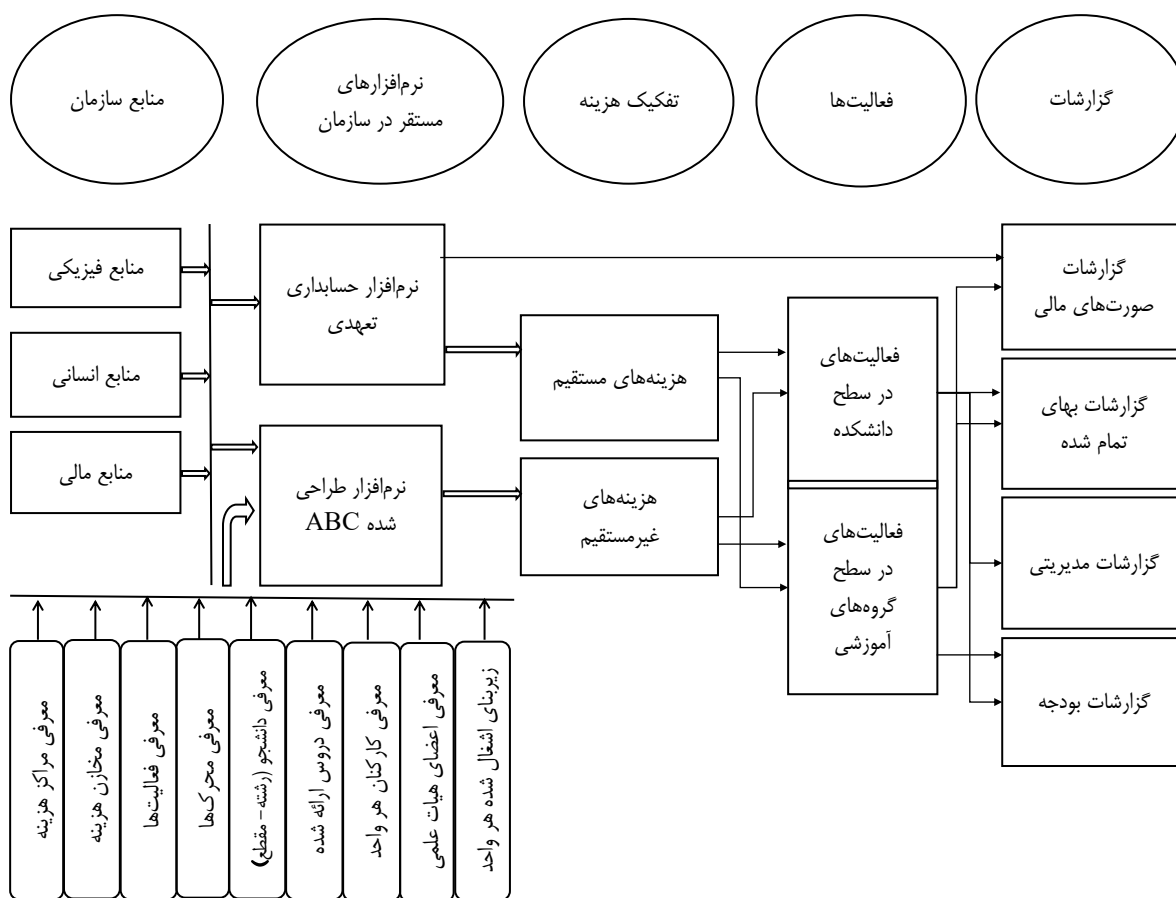 منابع سازمان
نرم‌افزارهای
مستقر در سازمان
تفکیک هزینه
فعالیت‌ها
گزارشات
منابع فیزیکی
منابع انسانی
منابع مالی
نرم‌افزار حسابداری
تعهدی
نرم‌افزار طراحی
شده ABC
هزینه‌های مستقیم
هزینه‌های
غیرمستقیم
فعالیت‌های
در سطح
دانشکده
فعالیت‌های
در سطح
گروه‌های
آموزشی
گزارشات
صورت‌های مالی
گزارشات بهای
تمام شده
گزارشات مدیریتی
گزارشات بودجه
معرفی مراکز هزینه
معرفی مخازن هزینه
معرفی فعالیت‌ها
معرفی محرک‌ها
معرفی دانشجو (رشته- مقطع)
معرفی دروس ارائه شده
معرفی کارکنان هر واحد
معرفی اعضای هیات علمی
زیربنای اشغال شده هر واحد